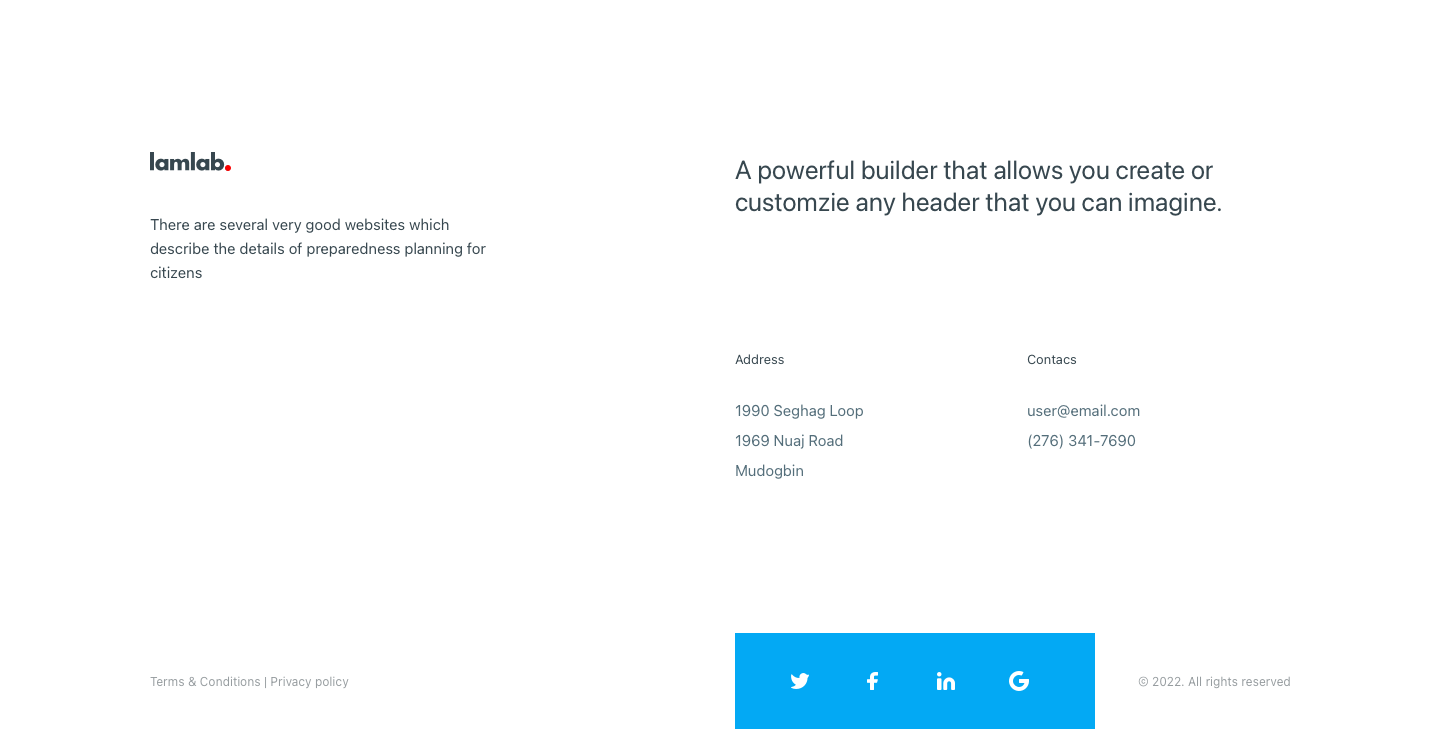 lamlab.
There are several very good websites which
describe the details of preparedness planning for
citizens
A powerful builder that allows you create or
customzie any header that you can imagine.
Address
1990 Seghag Loop
1969 Nuaj Road
Mudogbin
Contacs
user@email.com
(276) 341-7690
Terms & Conditions | Privacy policy
© 2022. All rights reserved